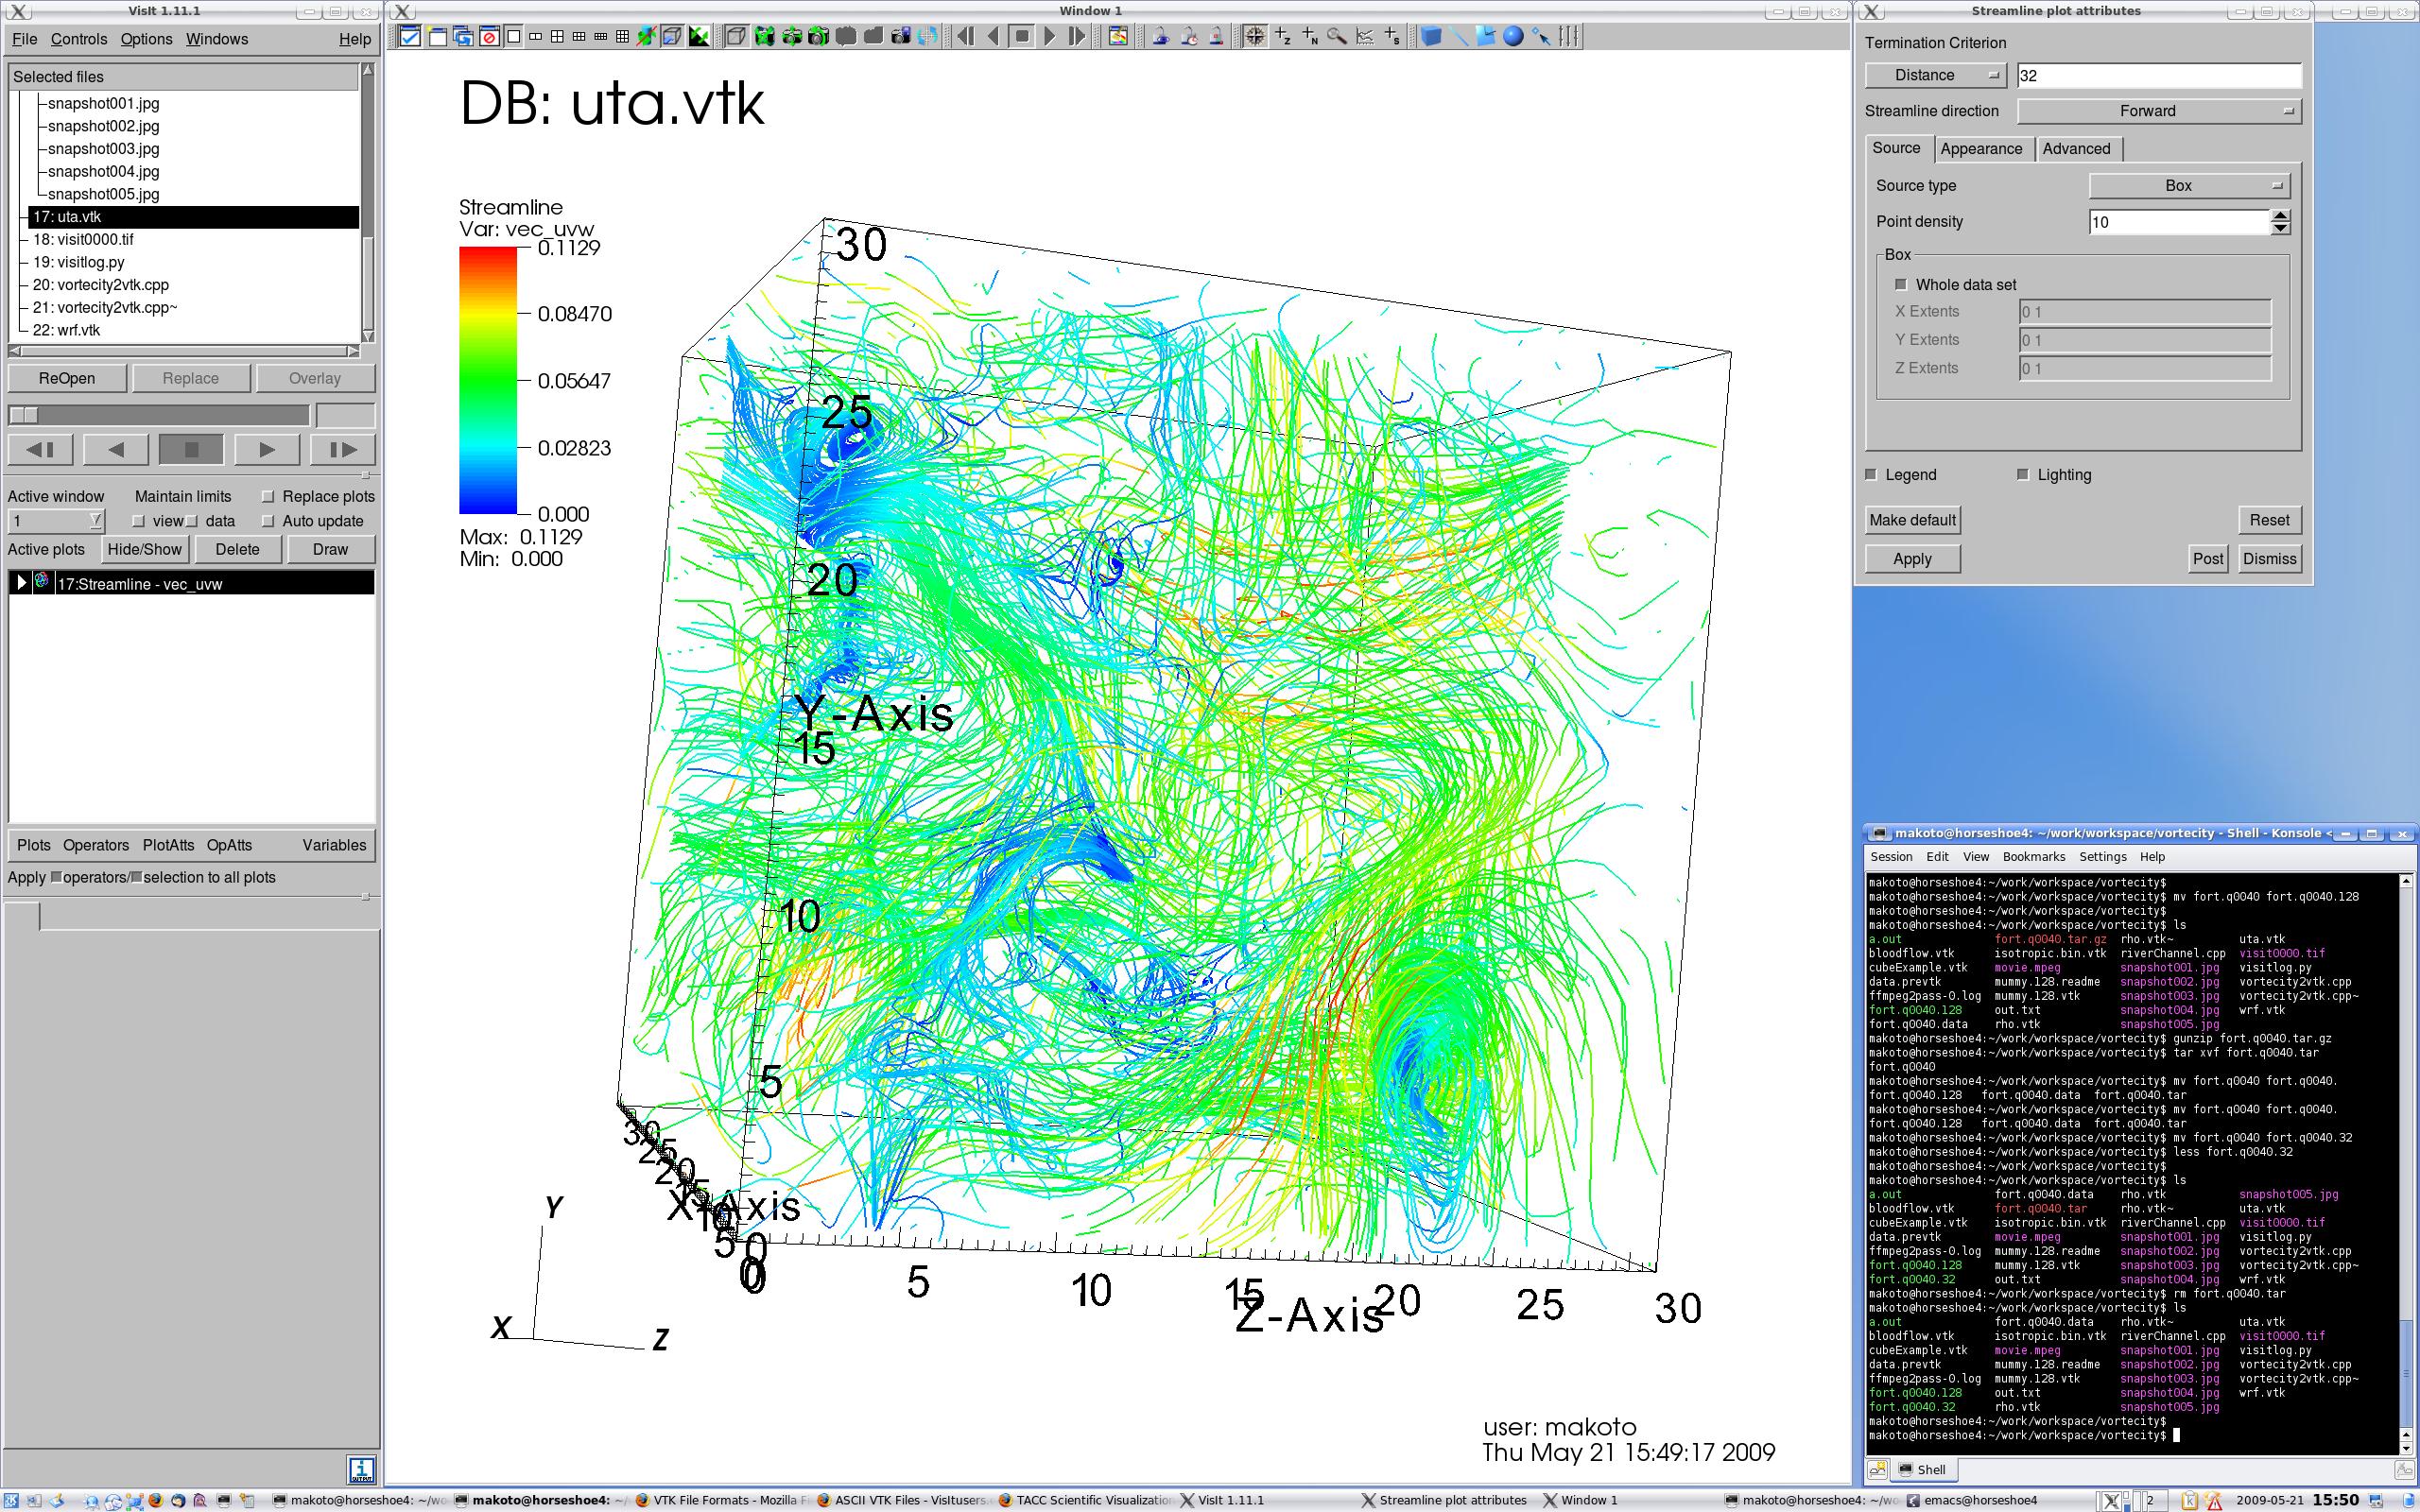 VisIt 1.11.1
File Controls Options Windows Help
Selected files
snapshot001.jpg
snapshot002.jpg
snapshot003.jpg
snapshot004.jpg
snapshot005.jpg
17: uta.vtk
18: visit0000.tif
19: visitlog.py
20: vortecity2vtk.cpp
21: vortecity2vtk.cpp~
22: wrf.vtk
ReOpen Replace Overlay
Active window Maintain limits Replace plots
1 view data Auto update
Active plots Hide/Show Delete Draw
17:Streamline - vec_uvw
Plots Operators PlotAtts OpAtts Variables
Apply operators/ selection to all plots
Window 1
DB: uta.vtk
Streamline
Var: vec_uvw
0.1129
0.08470
0.05647
0.02823
0.000
Max: 0.1129
Min: 0.000
30
25
20
Y-Axis
15
10
5
30
25
20
15
X-Axis
10
5
0
0
0
5 10 15 20 25 30
Z-Axis
Y
X
Z
user: makoto
Thu May 21 15:49:17 2009
Streamline plot attributes
Termination Criterion
Distance 32
Streamline direction Forward
Source Appearance Advanced
Source type Box
Point density 10
Box
Whole data set
X Extents 0 1
Y Extents 0 1
Z Extents 0 1
Legend Lighting
Make default Reset
Apply Post Dismiss
makoto@horseshoe4: ~/work/workspace/vortecity - Shell - Konsole <
Session Edit View Bookmarks Settings Help
makoto@horseshoe4:~/work/workspace/vortecity$
makoto@horseshoe4:~/work/workspace/vortecity$ mv fort.q0040 fort.q0040.128
makoto@horseshoe4:~/work/workspace/vortecity$
makoto@horseshoe4:~/work/workspace/vortecity$ ls
a.out fort.q0040.tar.gz rho.vtk~ uta.vtk
bloodflow.vtk isotropic.bin.vtk riverChannel.cpp visit0000.tif
cubeExample.vtk movie.mpeg snapshot001.jpg visitlog.py
data.prevtk mummy.128.readme snapshot002.jpg vortecity2vtk.cpp
ffmpeg2pass-0.log mummy.128.vtk snapshot003.jpg vortecity2vtk.cpp~
fort.q0040.128 out.txt snapshot004.jpg wrf.vtk
fort.q0040.data rho.vtk snapshot005.jpg
makoto@horseshoe4:~/work/workspace/vortecity$ gunzip fort.q0040.tar.gz
makoto@horseshoe4:~/work/workspace/vortecity$ tar xvf fort.q0040.tar
fort.q0040
makoto@horseshoe4:~/work/workspace/vortecity$ mv fort.q0040 fort.q0040.
fort.q0040.128 fort.q0040.data fort.q0040.tar
makoto@horseshoe4:~/work/workspace/vortecity$ mv fort.q0040 fort.q0040.
fort.q0040.128 fort.q0040.data fort.q0040.tar
makoto@horseshoe4:~/work/workspace/vortecity$ mv fort.q0040 fort.q0040.32
makoto@horseshoe4:~/work/workspace/vortecity$ less fort.q0040.32
makoto@horseshoe4:~/work/workspace/vortecity$
makoto@horseshoe4:~/work/workspace/vortecity$ ls
a.out fort.q0040.data rho.vtk snapshot005.jpg
bloodflow.vtk fort.q0040.tar rho.vtk~ uta.vtk
cubeExample.vtk isotropic.bin.vtk riverChannel.cpp visit0000.tif
data.prevtk movie.mpeg snapshot001.jpg visitlog.py
ffmpeg2pass-0.log mummy.128.readme snapshot002.jpg vortecity2vtk.cpp
fort.q0040.128 mummy.128.vtk snapshot003.jpg vortecity2vtk.cpp~
fort.q0040.32 out.txt snapshot004.jpg wrf.vtk
makoto@horseshoe4:~/work/workspace/vortecity$ rm fort.q0040.tar
makoto@horseshoe4:~/work/workspace/vortecity$ ls
a.out fort.q0040.data rho.vtk~ uta.vtk
bloodflow.vtk isotropic.bin.vtk riverChannel.cpp visit0000.tif
cubeExample.vtk movie.mpeg snapshot001.jpg visitlog.py
data.prevtk mummy.128.readme snapshot002.jpg vortecity2vtk.cpp
ffmpeg2pass-0.log mummy.128.vtk snapshot003.jpg vortecity2vtk.cpp~
fort.q0040.128 out.txt snapshot004.jpg wrf.vtk
fort.q0040.32 rho.vtk snapshot005.jpg
makoto@horseshoe4:~/work/workspace/vortecity$
makoto@horseshoe4:~/work/workspace/vortecity$
Shell
makoto@horseshoe4: ~/wo makoto@horseshoe4: ~/ VTK File Formats - Mozilla Fi ASCII VTK Files - VisItusers. TACC Scientific Visualization VisIt 1.11.1 Streamline plot attributes Window 1 makoto@horseshoe4: ~/wo emacs@horseshoe4 2 2009-05-21 15:50